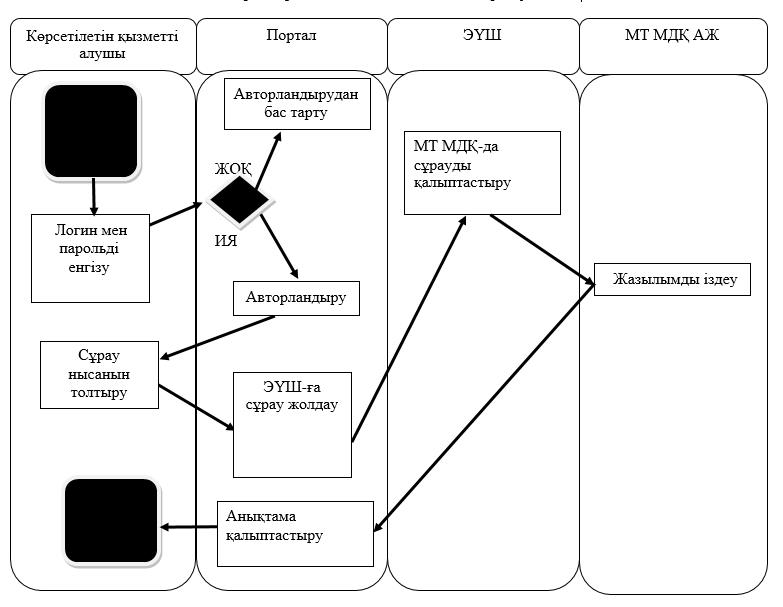 Көрсетілетін қызметті
алушы
Портал
ЭҮШ
МТ МДҚ АЖ
Авторландырудан
бас тарту
МТ МДҚ-да
сұрауды
қалыптастыру
ЖОҚ
Логин мен
парольді
енгізу
ИЯ
Жазылымды іздеу
Авторландыру
Сұрау
нысанын
толтыру
ЭҮШ-ға
сұрау жолдау
Анықтама
қалыптастыру